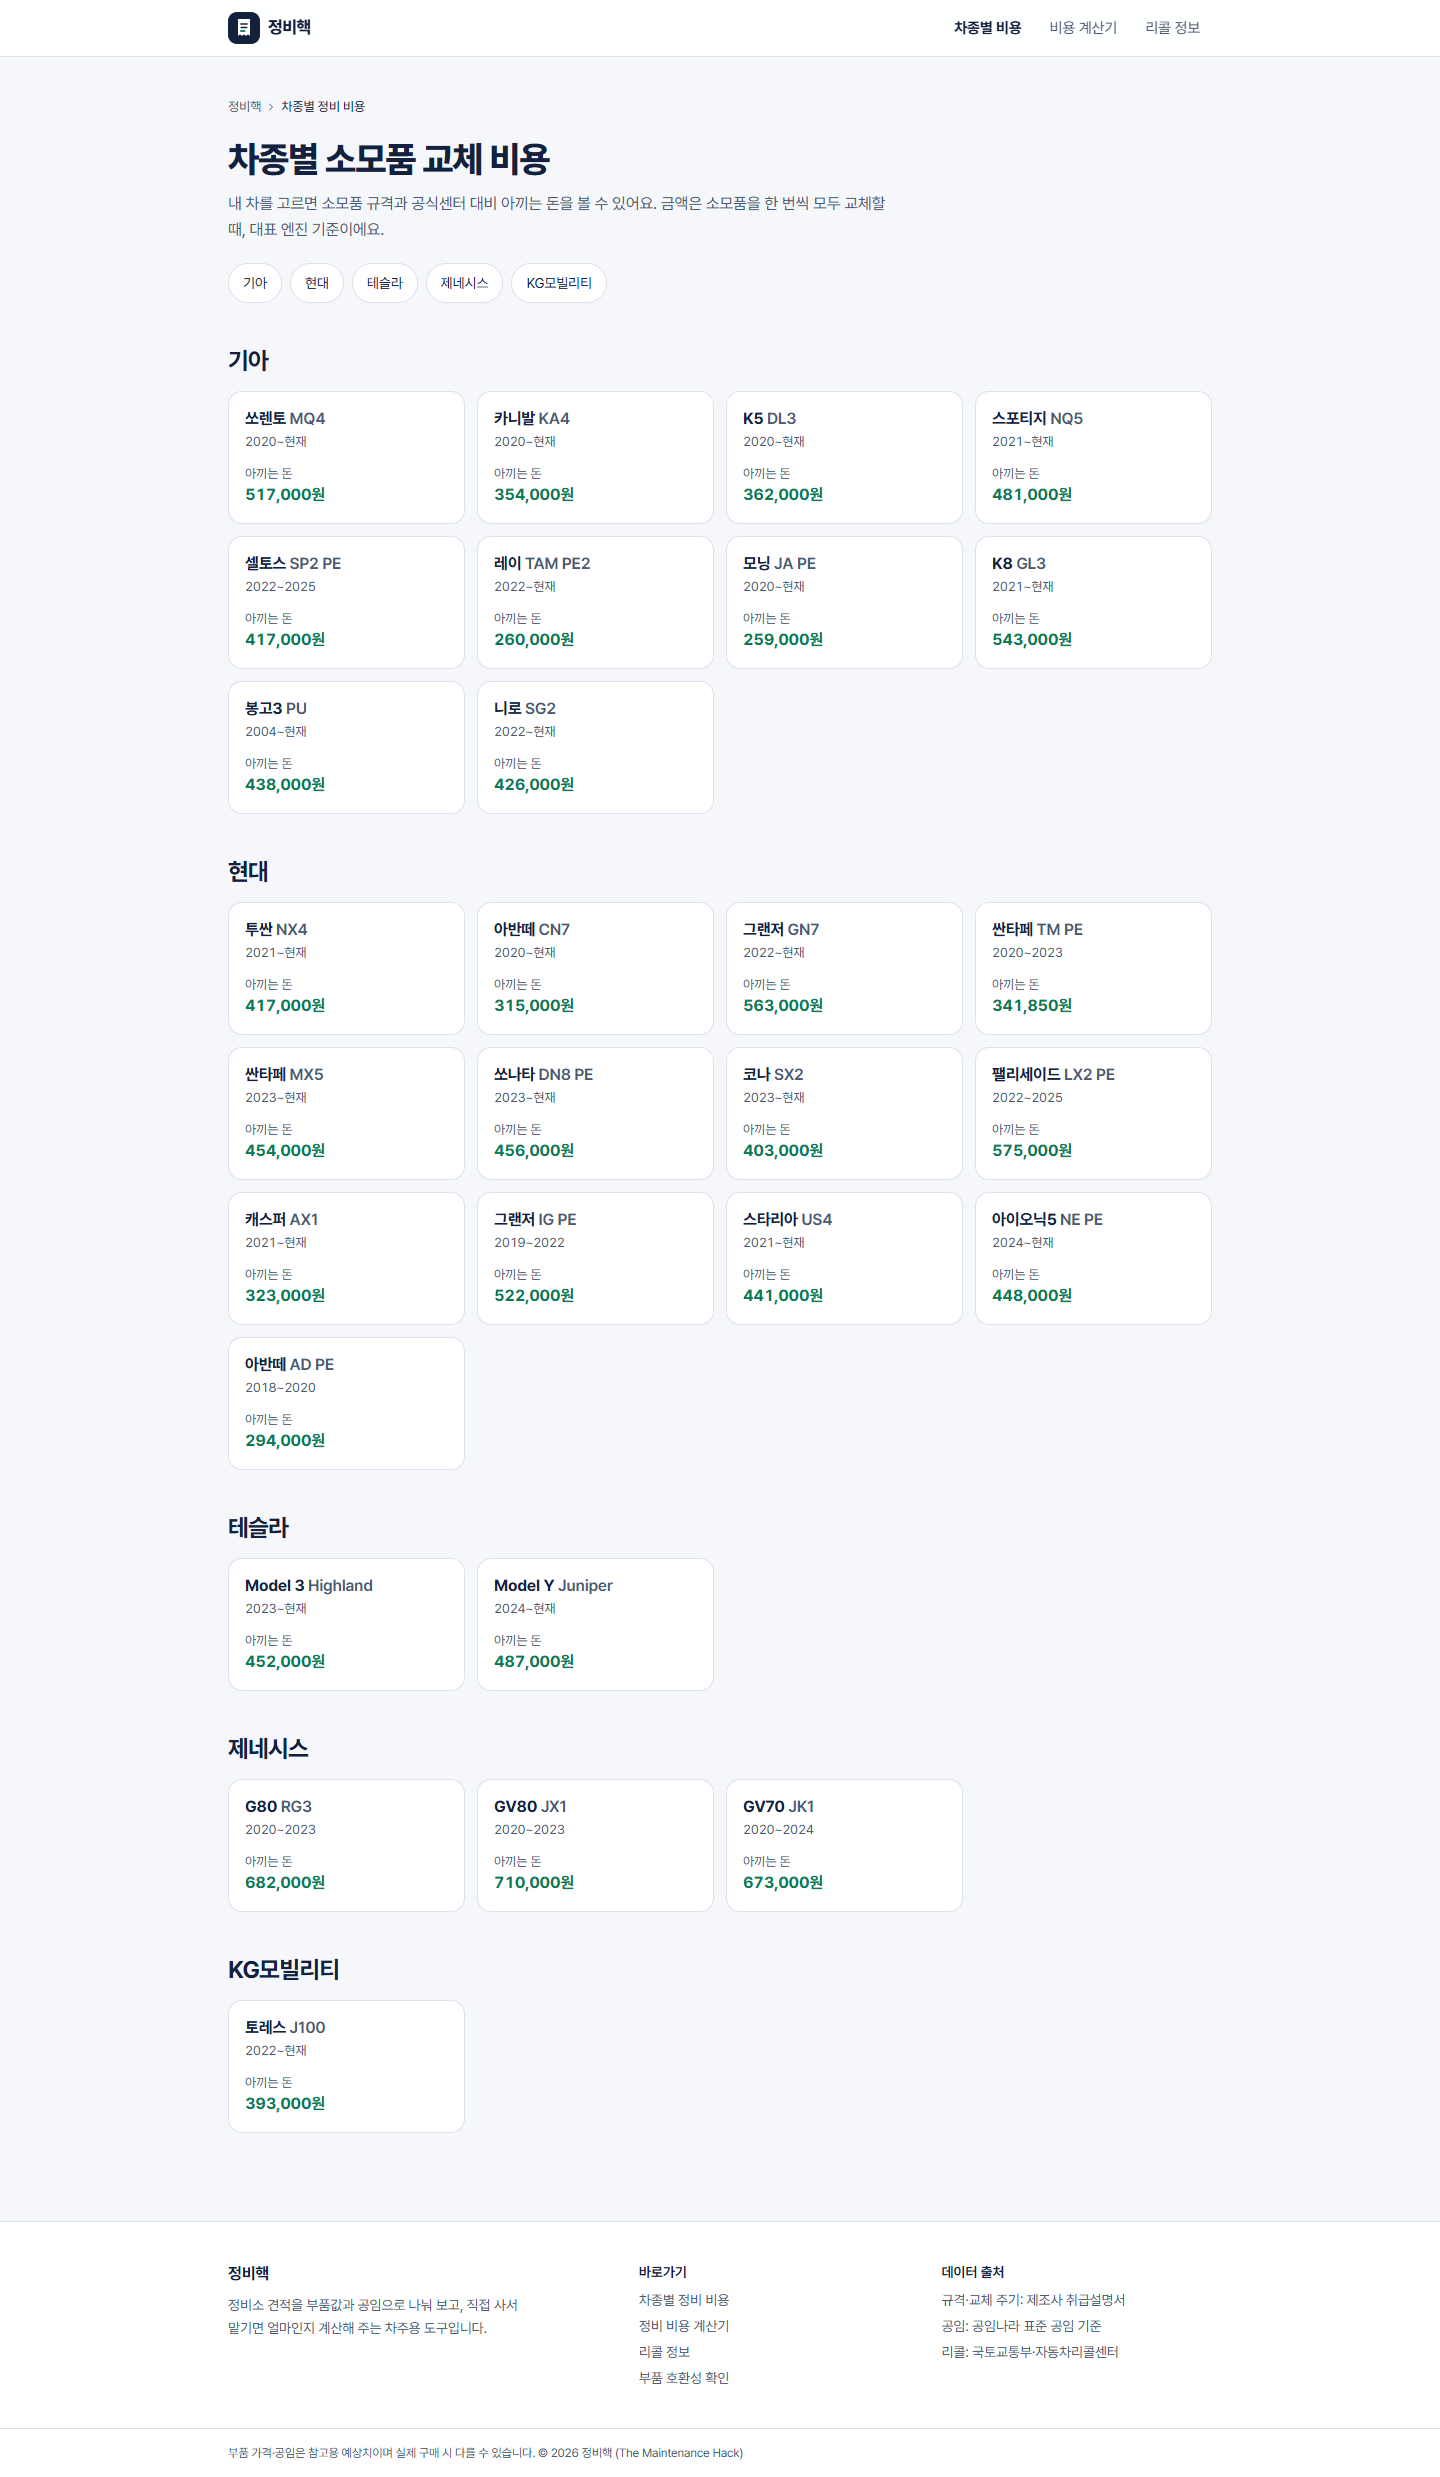 정비핵
차종별 비용
비용 계산기
리콜 정보
정비핵 > 차종별 정비 비용
차종별 소모품 교체 비용
내 차를 고르면 소모품 규격과 공식센터 대비 아끼는 돈을 볼 수 있어요. 금액은 소모품을 한 번씩 모두 교체할
때, 대표 엔진 기준이에요.
기아
현대
테슬라
제네시스
KG모빌리티
기아
쏘렌토 MQ4
2020~현재
아끼는 돈
517,000원
카니발 KA4
2020~현재
아끼는 돈
354,000원
K5 DL3
2020~현재
아끼는 돈
362,000원
스포티지 NQ5
2021~현재
아끼는 돈
481,000원
셀토스 SP2 PE
2022~2025
아끼는 돈
417,000원
레이 TAM PE2
2022~현재
아끼는 돈
260,000원
모닝 JA PE
2020~현재
아끼는 돈
259,000원
K8 GL3
2021~현재
아끼는 돈
543,000원
봉고3 PU
2004~현재
아끼는 돈
438,000원
니로 SG2
2022~현재
아끼는 돈
426,000원
현대
투싼 NX4
2021~현재
아끼는 돈
417,000원
아반떼 CN7
2020~현재
아끼는 돈
315,000원
그랜저 GN7
2022~현재
아끼는 돈
563,000원
싼타페 TM PE
2020~2023
아끼는 돈
341,850원
싼타페 MX5
2023~현재
아끼는 돈
454,000원
쏘나타 DN8 PE
2023~현재
아끼는 돈
456,000원
코나 SX2
2023~현재
아끼는 돈
403,000원
팰리세이드 LX2 PE
2022~2025
아끼는 돈
575,000원
캐스퍼 AX1
2021~현재
아끼는 돈
323,000원
그랜저 IG PE
2019~2022
아끼는 돈
522,000원
스타리아 US4
2021~현재
아끼는 돈
441,000원
아이오닉5 NE PE
2024~현재
아끼는 돈
448,000원
아반떼 AD PE
2018~2020
아끼는 돈
294,000원
테슬라
Model 3 Highland
2023~현재
아끼는 돈
452,000원
Model Y Juniper
2024~현재
아끼는 돈
487,000원
제네시스
G80 RG3
2020~2023
아끼는 돈
682,000원
GV80 JX1
2020~2023
아끼는 돈
710,000원
GV70 JK1
2020~2024
아끼는 돈
673,000원
KG모빌리티
토레스 J100
2022~현재
아끼는 돈
393,000원
정비핵
정비소 견적을 부품값과 공임으로 나눠 보고, 직접 사서
맡기면 얼마인지 계산해 주는 차주용 도구입니다.
바로가기
차종별 정비 비용
정비 비용 계산기
리콜 정보
부품 호환성 확인
데이터 출처
규격·교체 주기: 제조사 취급설명서
공임: 공임나라 표준 공임 기준
리콜: 국토교통부·자동차리콜센터
부품 가격·공임은 참고용 예상치이며 실제 구매 시 다를 수 있습니다. © 2026 정비핵 (The Maintenance Hack)